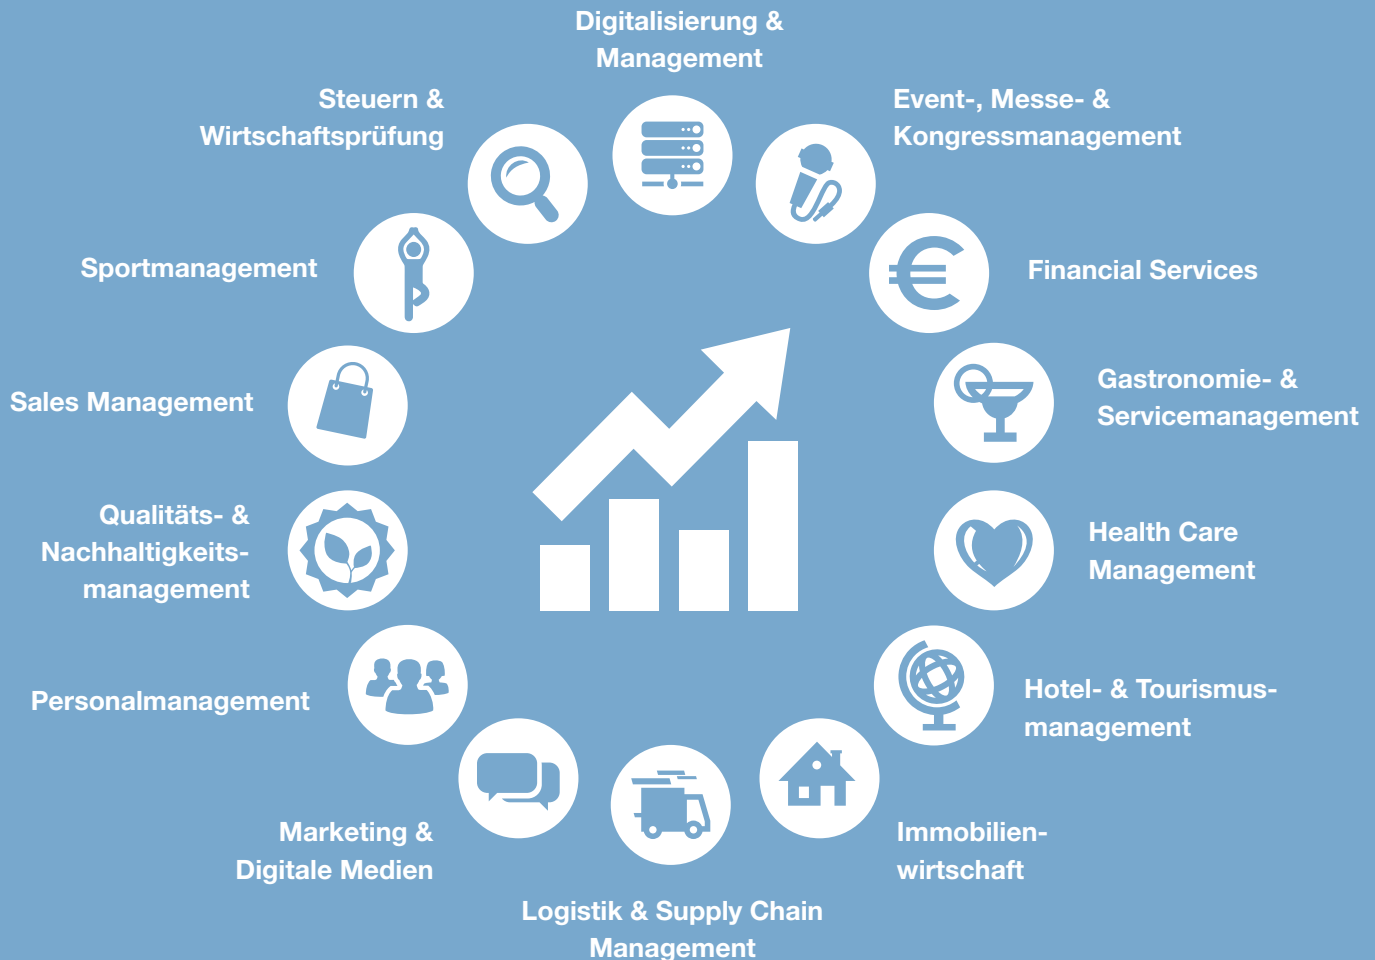 Digitalisierung &
Management
Event-, Messe- &
Kongressmanagement
Financial Services
Gastronomie- &
Servicemanagement
Health Care
Management
Hotel- & Tourismus-
management
Immobilien-
wirtschaft
Logistik & Supply Chain
Management
Marketing &
Digitale Medien
Personalmanagement
Qualitäts- &
Nachhaltigkeits-
management
Sales Management
Sportmanagement
Steuern &
Wirtschaftsprüfung